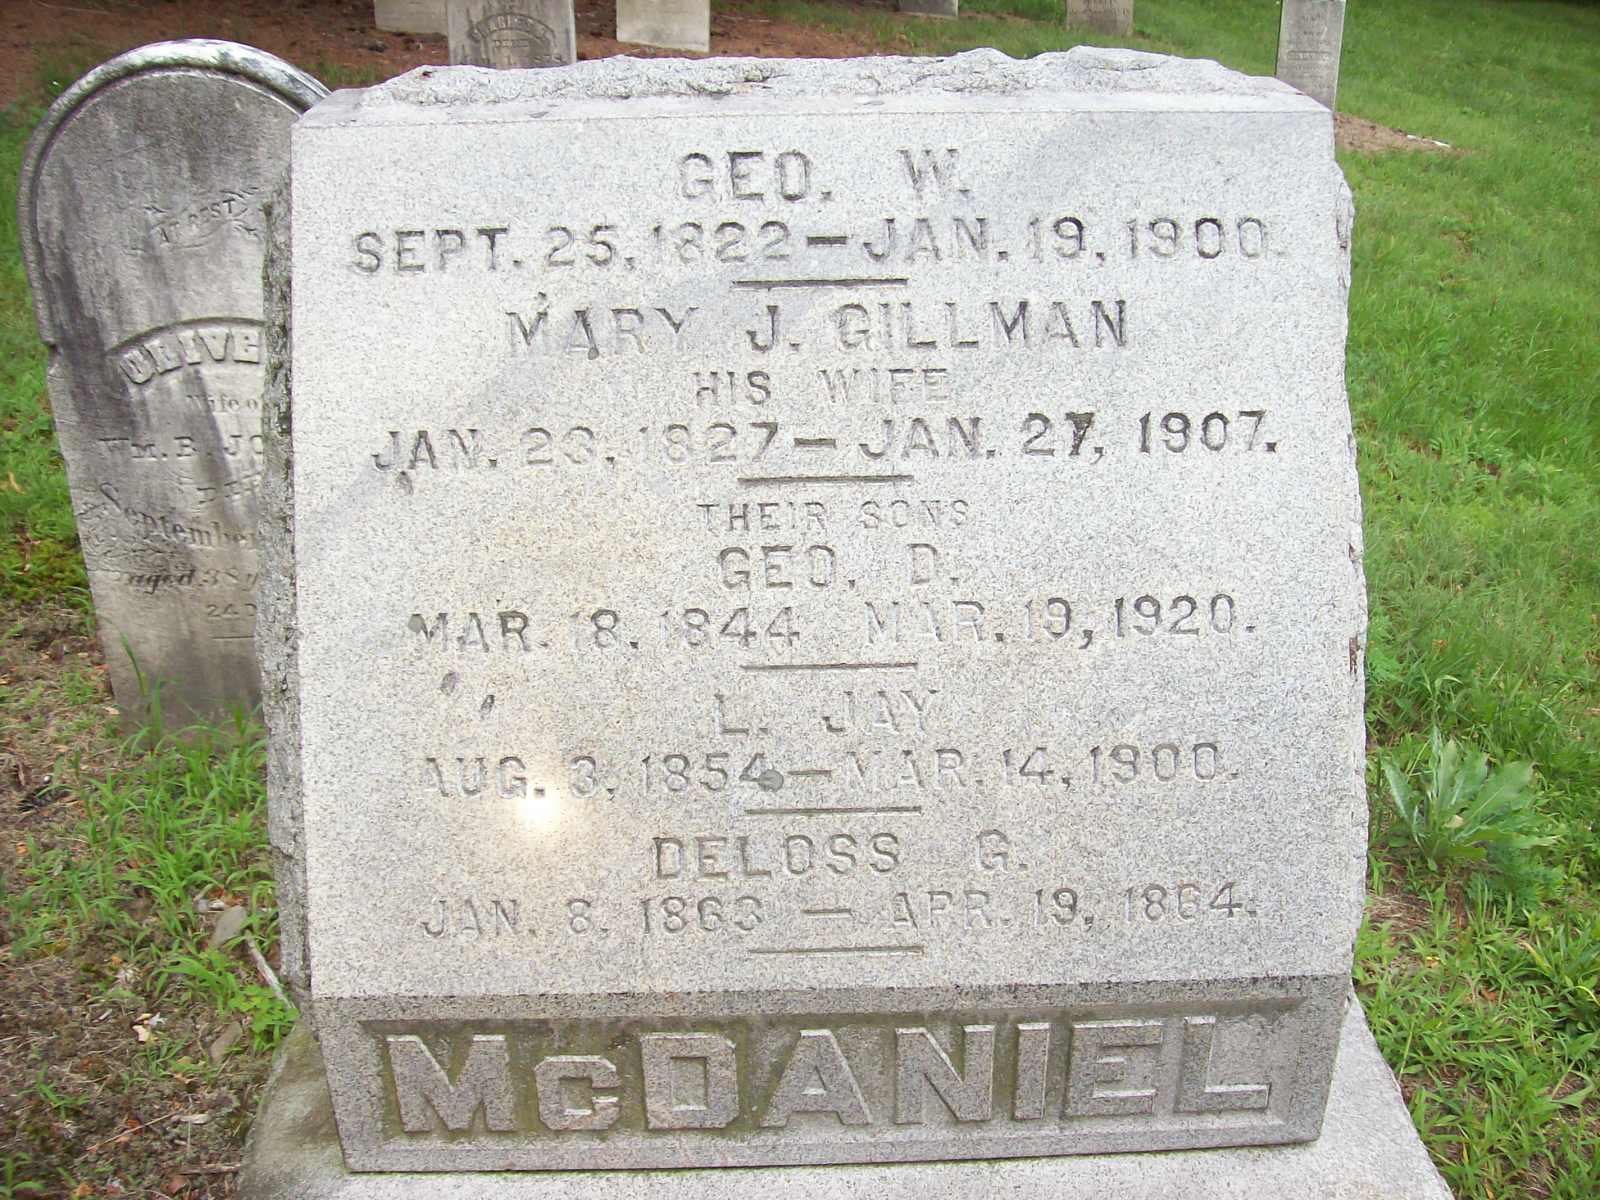 GEO. W.
SEPT. 25, 1822 — JAN. 19, 1900.
MARY J. GILLMAN
HIS WIFE
JAN. 23, 1827 — JAN. 27, 1907.
THEIR SONS
GEO. D.
MAR. 18, 1844 MAR. 19, 1920.
L. JAY
AUG. 3, 1854 — MAR. 14, 1900.
DELOSS G.
JAN. 8, 1863 — APR. 19, 1864.
McDANIEL
AT REST
OLIVE
Wife o
WM. B. JO
September
aged 38 y
24 D